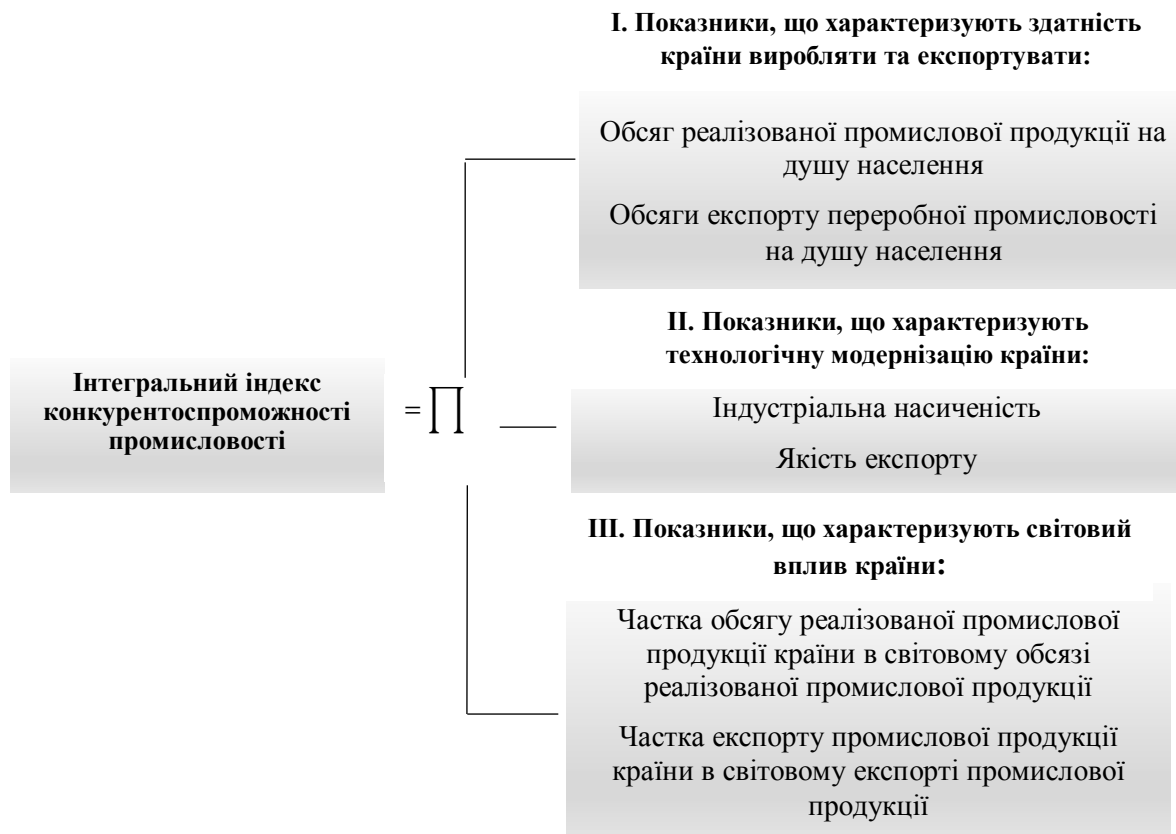 І. Показники, що характеризують здатність
країни виробляти та експортувати:
Обсяг реалізованої промислової продукції на
душу населення
Обсяги експорту переробної промисловості
на душу населення
ІІ. Показники, що характеризують
технологічну модернізацію країни:
Інтегральний індекс
конкурентоспроможності
промисловості
= ∏
Індустріальна насиченість
Якість експорту
ІІІ. Показники, що характеризують світовий
вплив країни:
Частка обсягу реалізованої промислової
продукції країни в світовому обсязі
реалізованої промислової продукції
Частка експорту промислової продукції
країни в світовому експорті промислової
продукції